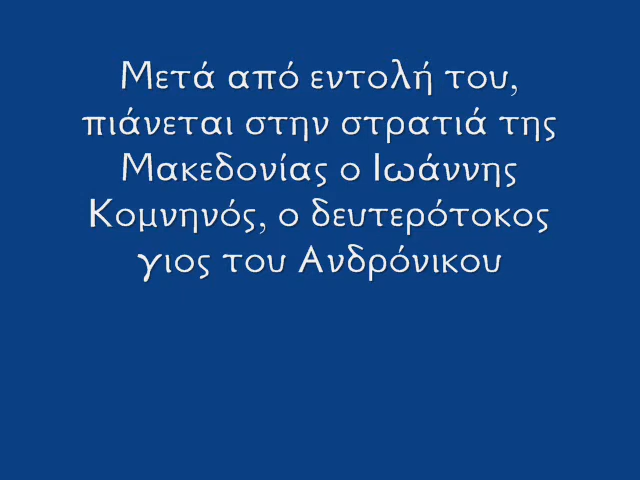 Μετά από εντολή του,
πιάνεται στην στρατιά της
Μακεδονίας ο Ιωάννης
Κομνηνός, ο δευτερότοκος
γιος του Ανδρόνικου